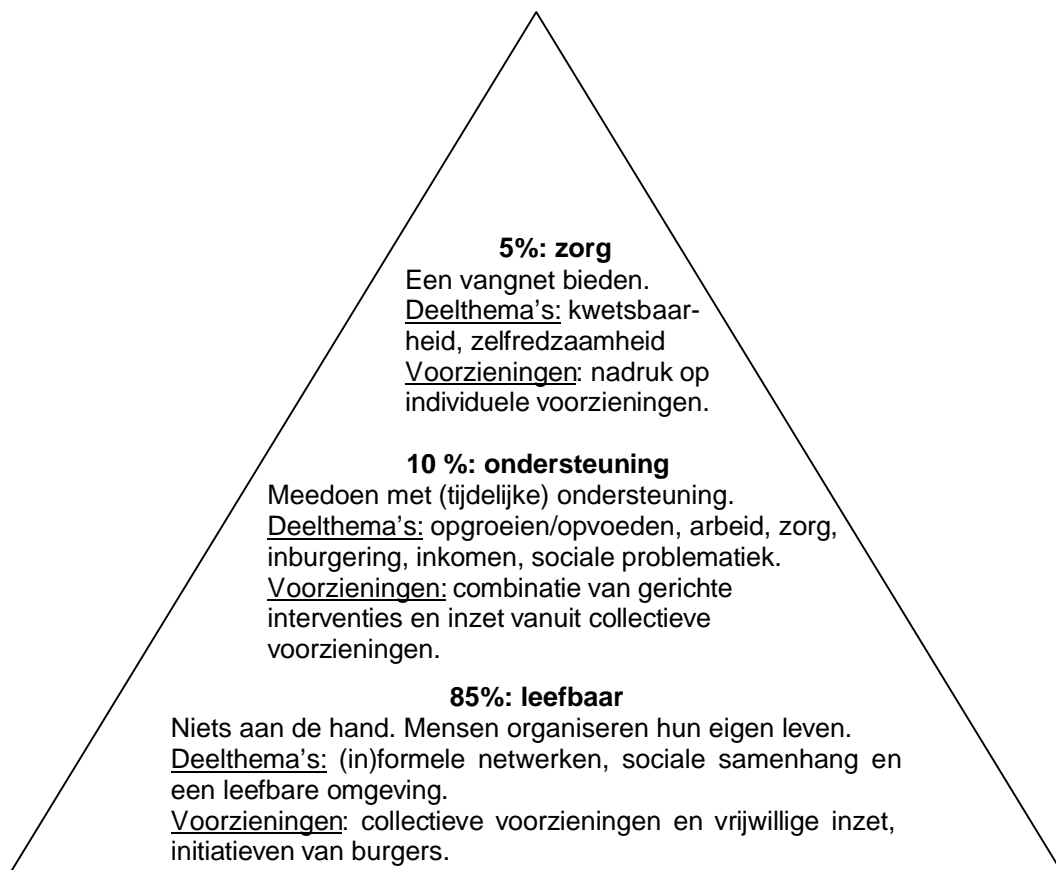 5%: zorg
Een vangnet bieden.
Deelthema's: kwetsbaar-
heid, zelfredzaamheid
Voorzieningen: nadruk op
individuele voorzieningen.
10 %: ondersteuning
Meedoen met (tijdelijke) ondersteuning.
Deelthema's: opgroeien/opvoeden, arbeid, zorg,
inburgering, inkomen, sociale problematiek.
Voorzieningen: combinatie van gerichte
interventies en inzet vanuit collectieve
voorzieningen.
85%: leefbaar
Niets aan de hand. Mensen organiseren hun eigen leven.
Deelthema's: (in)formele netwerken, sociale samenhang en
een leefbare omgeving.
Voorzieningen: collectieve voorzieningen en vrijwillige inzet,
initiatieven van burgers.